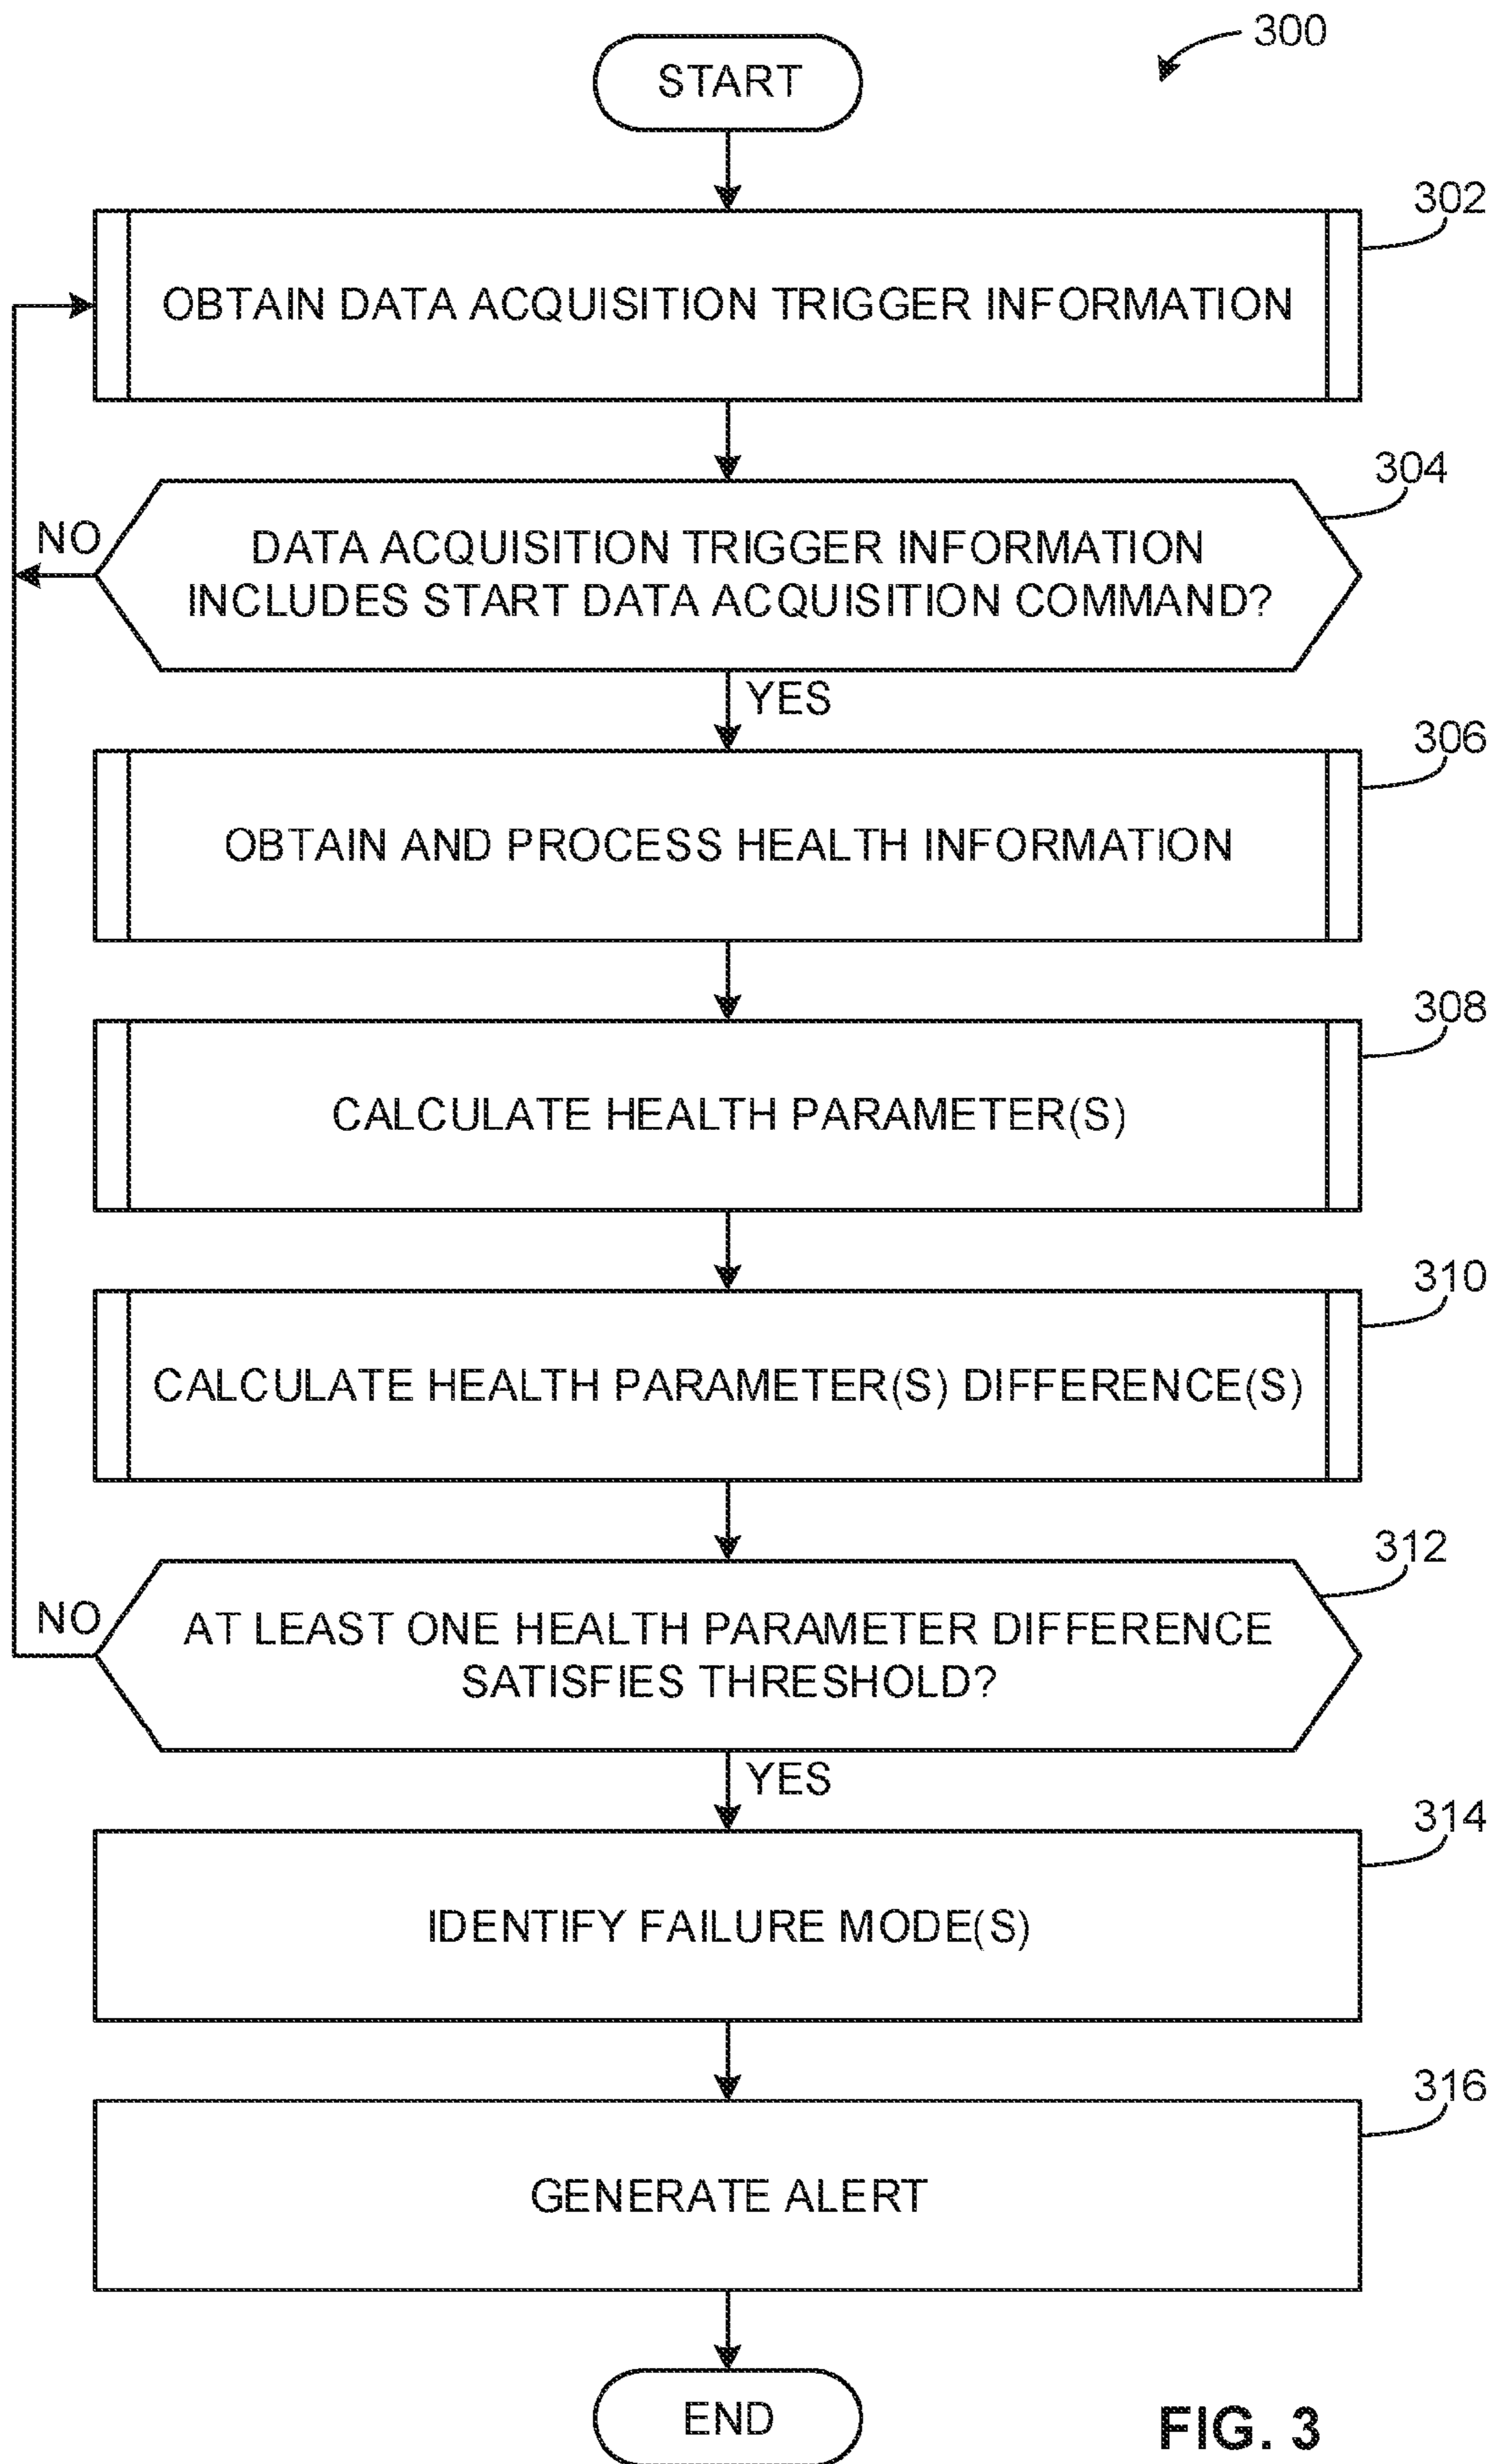 300
START
302
OBTAIN DATA ACQUISITION TRIGGER INFORMATION
304
NO
DATA ACQUISITION TRIGGER INFORMATION
INCLUDES START DATA ACQUISITION COMMAND?
YES
306
OBTAIN AND PROCESS HEALTH INFORMATION
308
CALCULATE HEALTH PARAMETER(S)
310
CALCULATE HEALTH PARAMETER(S) DIFFERENCE(S)
312
NO
AT LEAST ONE HEALTH PARAMETER DIFFERENCE
SATISFIES THRESHOLD?
YES
314
IDENTIFY FAILURE MODE(S)
316
GENERATE ALERT
END
FIG. 3